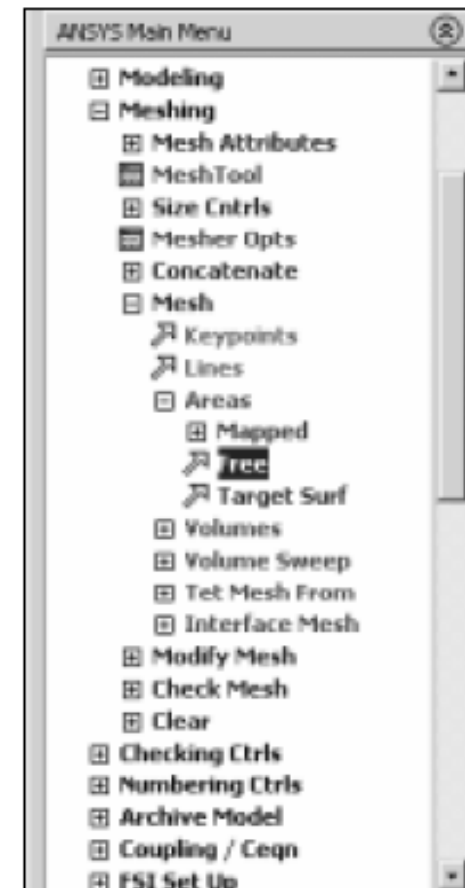 ANSYS Main Menu
Modeling
Meshing
Mesh Attributes
MeshTool
Size Cntrls
Mesher Opts
Concatenate
Mesh
Keypoints
Lines
Areas
Mapped
Free
Target Surf
Volumes
Volume Sweep
Tet Mesh From
Interface Mesh
Modify Mesh
Check Mesh
Clear
Checking Ctrls
Numbering Ctrls
Archive Model
Coupling / Ceqn
FSI Set Up